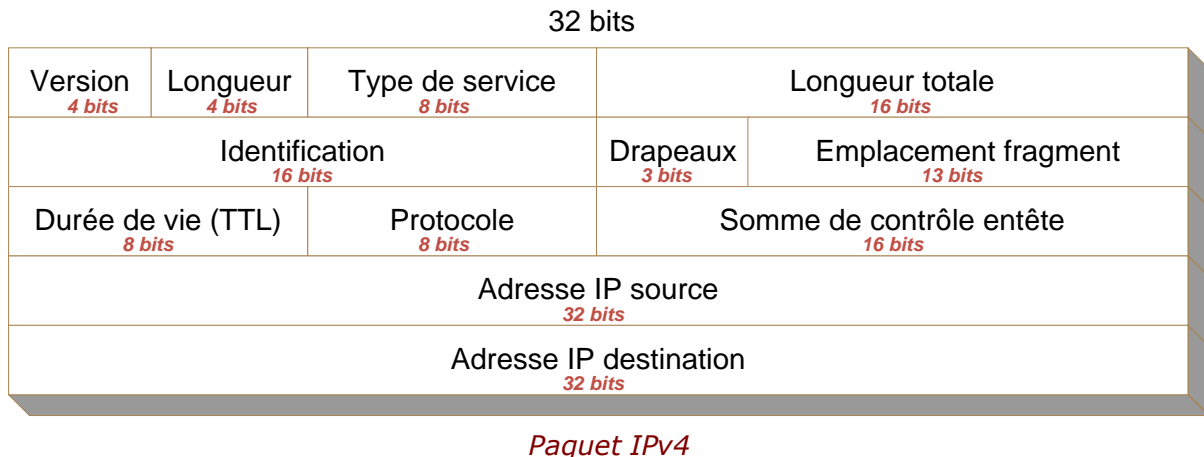 32 bits
Version Longueur Type de service Longueur totale
4 bits 4 bits 8 bits 16 bits
Identification Drapeaux Emplacement fragment
16 bits 3 bits 13 bits
Durée de vie (TTL) Protocole Somme de contrôle entête
8 bits 8 bits 16 bits
Adresse IP source
32 bits
Adresse IP destination
32 bits
Paquet IPv4